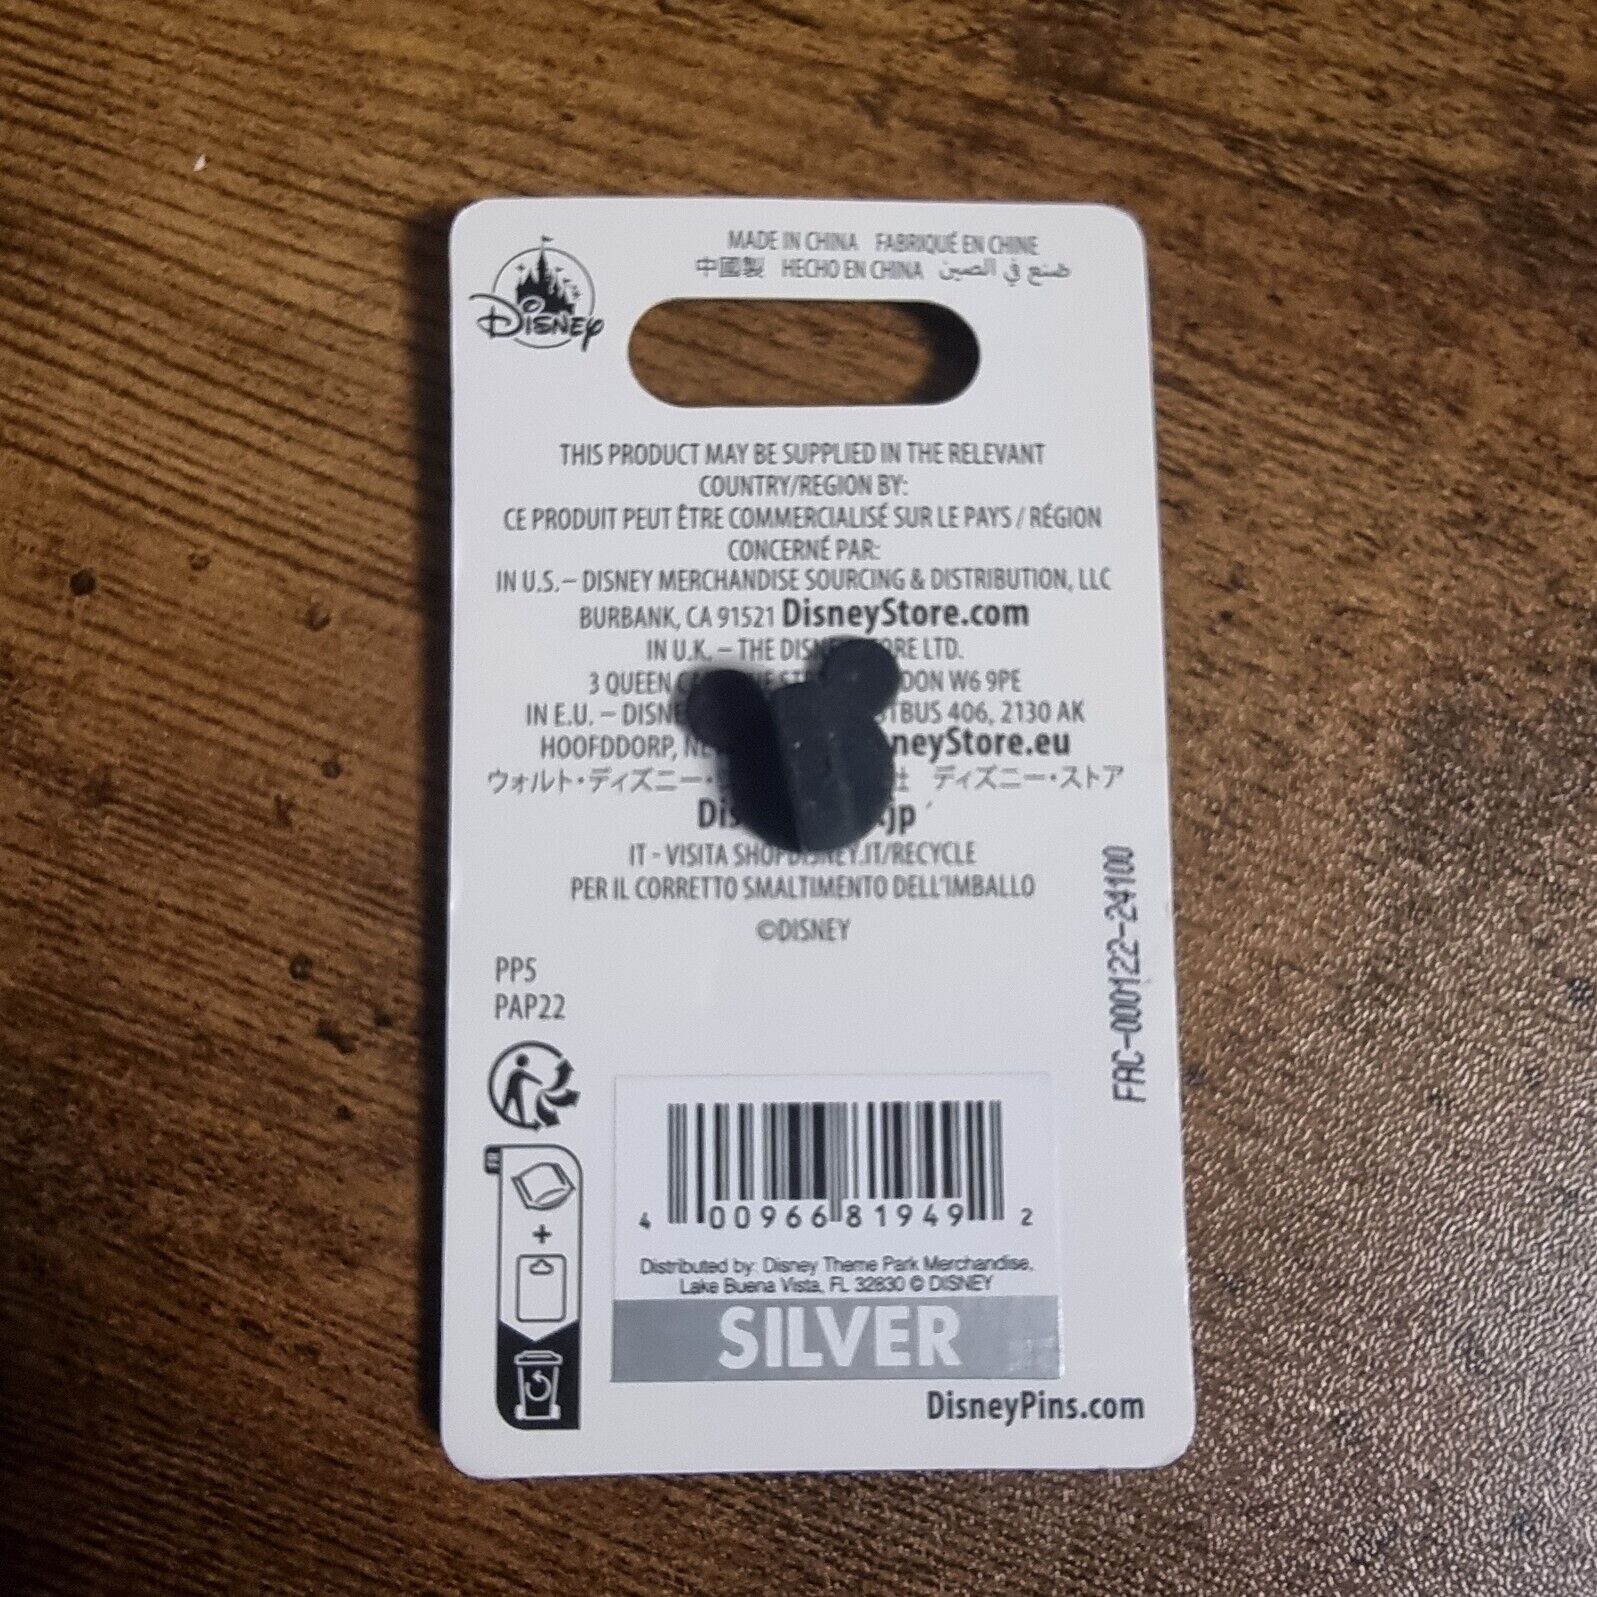 MADE IN CHINA FABRIQUÉ EN CHINE
中國製 HECHO EN CHINA صنع في الصين
Disney
THIS PRODUCT MAY BE SUPPLIED IN THE RELEVANT
COUNTRY/REGION BY:
CE PRODUIT PEUT ÊTRE COMMERCIALISÉ SUR LE PAYS / RÉGION
CONCERNÉ PAR:
IN U.S.– DISNEY MERCHANDISE SOURCING & DISTRIBUTION, LLC
BURBANK, CA 91521 DisneyStore.com
IN U.K. – THE LTD.
3 QUEEN W6 9PE
IN E.U. – 406, 2130 AK
HOOFDDORP, neyStore.eu
ウォルト・ディズニー・ 社 ディズニー・ストア
Dis .jp
IT - VISITA SHOPDISNEY.IT/RECYCLE
PER IL CORRETTO SMALTIMENTO DELL'IMBALLO
©DISNEY
FAC-000122-24100
PP5
PAP22
FR
+
4 00966 81949 2
Distributed by: Disney Theme Park Merchandise,
Lake Buena Vista, FL 32830 © DISNEY
SILVER
DisneyPins.com